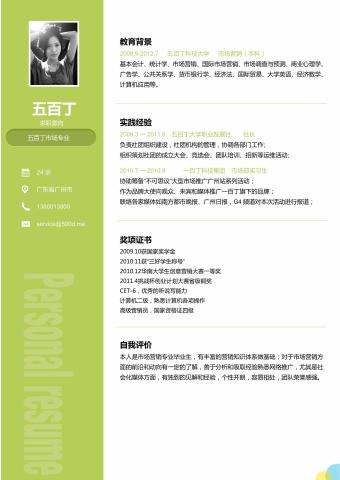 五百丁
求职意向
五百丁市场专业
24 岁
广东省广州市
1380013800
service@500d.me
Personal resume
教育背景
2008.9-2012.7 五百丁科技大学 市场营销（本科）
基本会计、统计学、市场营销、国际市场营销、市场调查与预测、商业心理学、
广告学、公共关系学、货币银行学、经济法、国际贸易、大学英语、经济数学、
计算机应用等。
实践经验
2009.3 — 2011.6 五百丁大学职业发展社 社长
负责社团组织建设，社团机构的管理，协调各部门工作;
组织策划社团的成立大会、竞选会、团队培训、招新等运维活动;
2010.7 — 2010.9 一百丁科技集团 市场部实习生
协助筹备“不可思议”大型市场推广广州站系列活动；
作为品牌大使向观众、来宾和媒体推广一百丁旗下的品牌；
联络各家媒体如南方都市晚报、广州日报，G4 频道对本次活动进行报道；
奖项证书
2009.10获国家奖学金
2010.11获“三好学生称号”
2010.12华南大学生创意营销大赛一等奖
2011.4挑战杯创业计划大赛省级铜奖
CET-6，优秀的听说写能力
计算机二级，熟悉计算机各项操作
高级营销员，国家资格证四级
自我评价
本人是市场营销专业毕业生，有丰富的营销知识体系做基础；对于市场营销方
面的前沿和动向有一定的了解，善于分析和吸取经验熟悉网络推广，尤其是社
会化媒体方面，有独到的见解和经验，个性开朗，容易相处，团队荣誉感强。